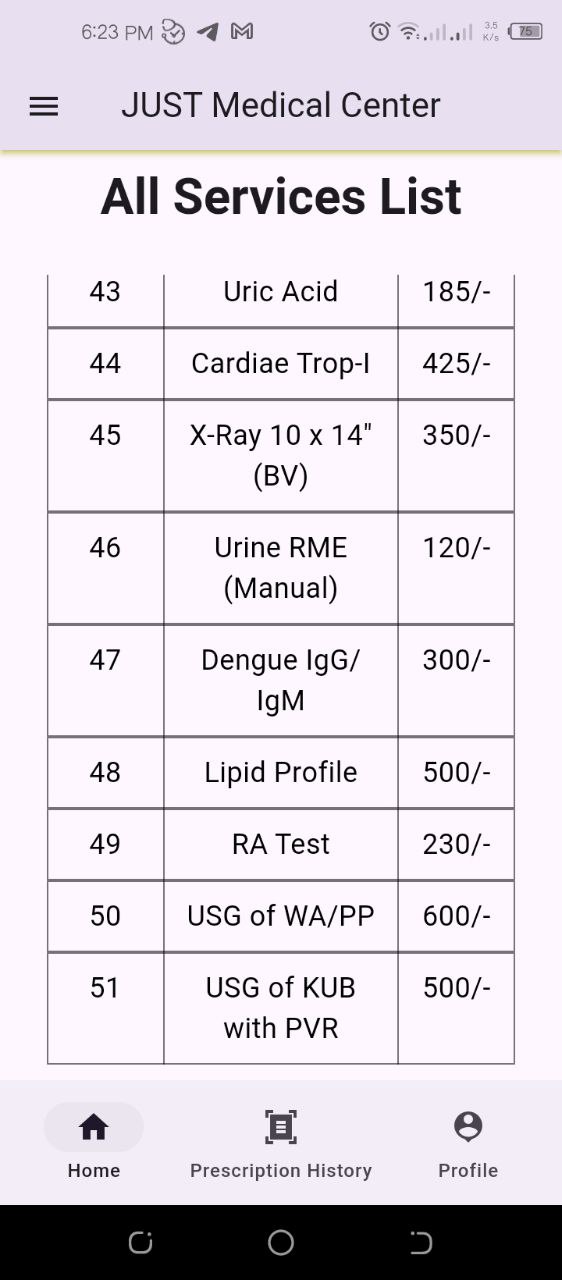 6:23 PM
3.5
K/s
75
JUST Medical Center
All Services List
43 Uric Acid 185/-
44 Cardiae Trop-I 425/-
45 X-Ray 10 x 14" 350/-
(BV)
46 Urine RME 120/-
(Manual)
47 Dengue IgG/ 300/-
IgM
48 Lipid Profile 500/-
49 RA Test 230/-
50 USG of WA/PP 600/-
51 USG of KUB 500/-
with PVR
Home Prescription History Profile